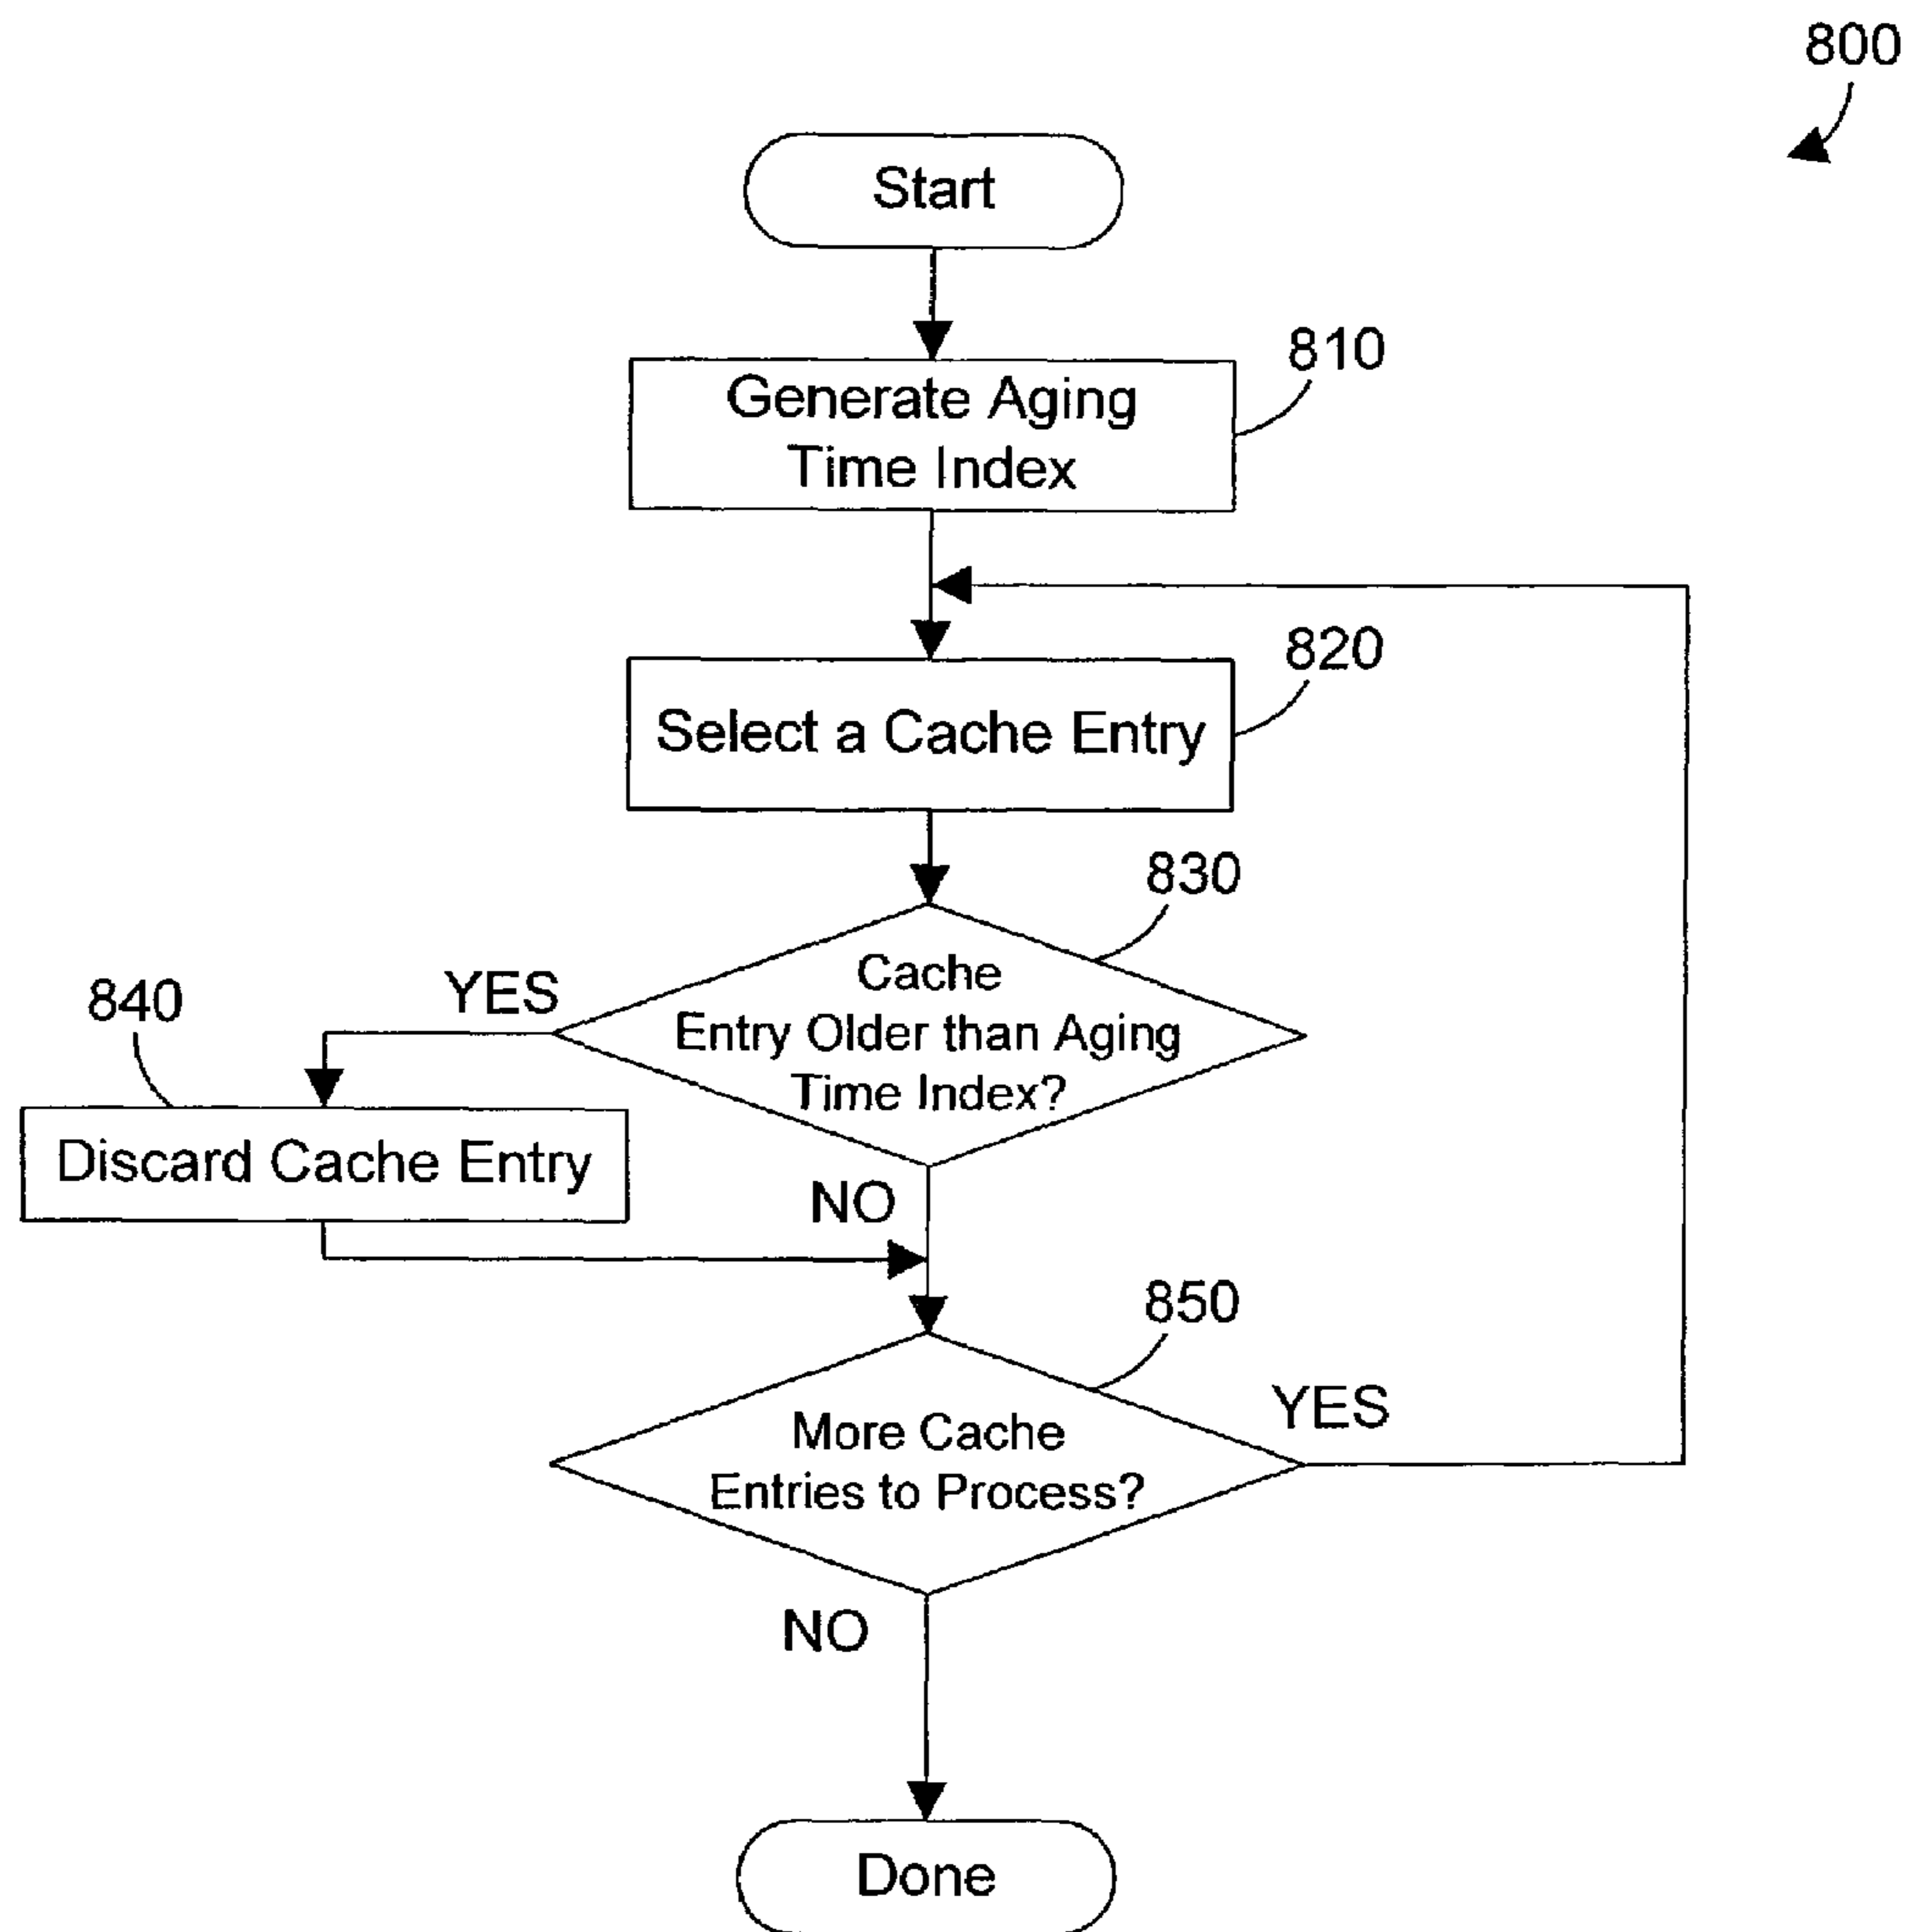 800
Start
810
Generate Aging
Time Index
820
Select a Cache Entry
830
Cache
Entry Older than Aging
Time Index?
YES
840
Discard Cache Entry
NO
850
More Cache
Entries to Process?
YES
NO
Done